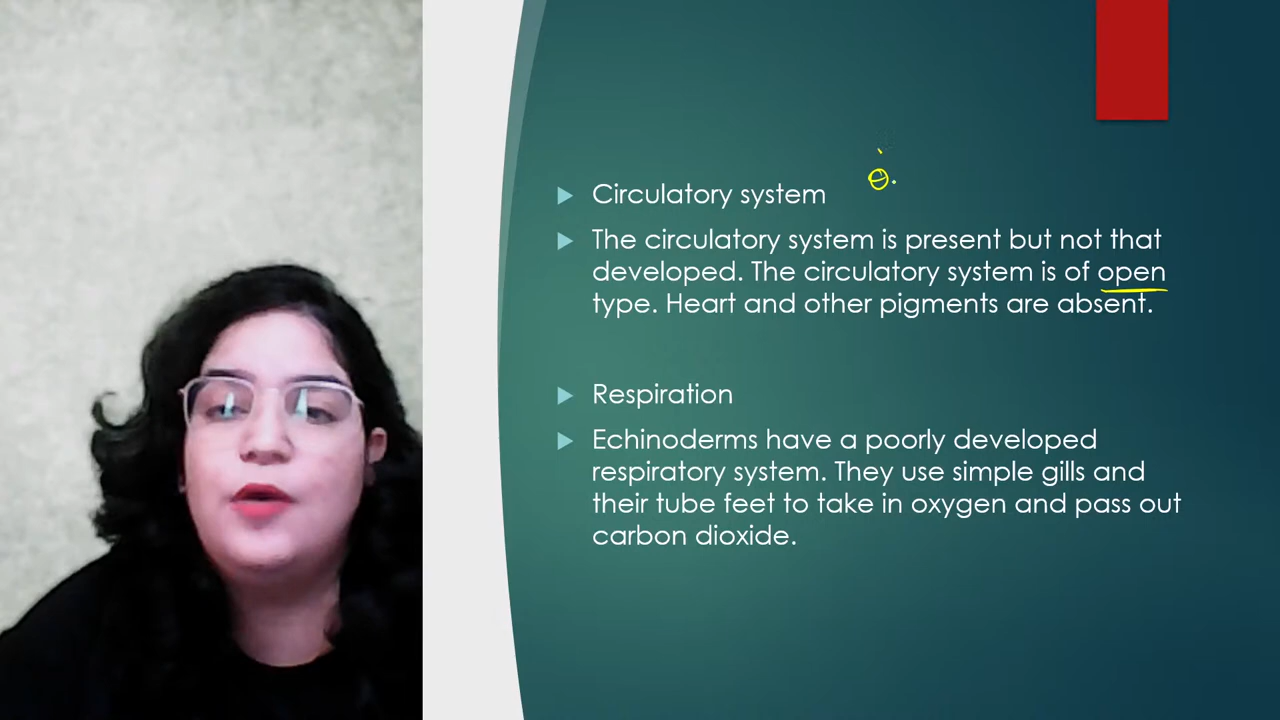 Circulatory system
The circulatory system is present but not that
developed. The circulatory system is of open
type. Heart and other pigments are absent.
Respiration
Echinoderms have a poorly developed
respiratory system. They use simple gills and
their tube feet to take in oxygen and pass out
carbon dioxide.